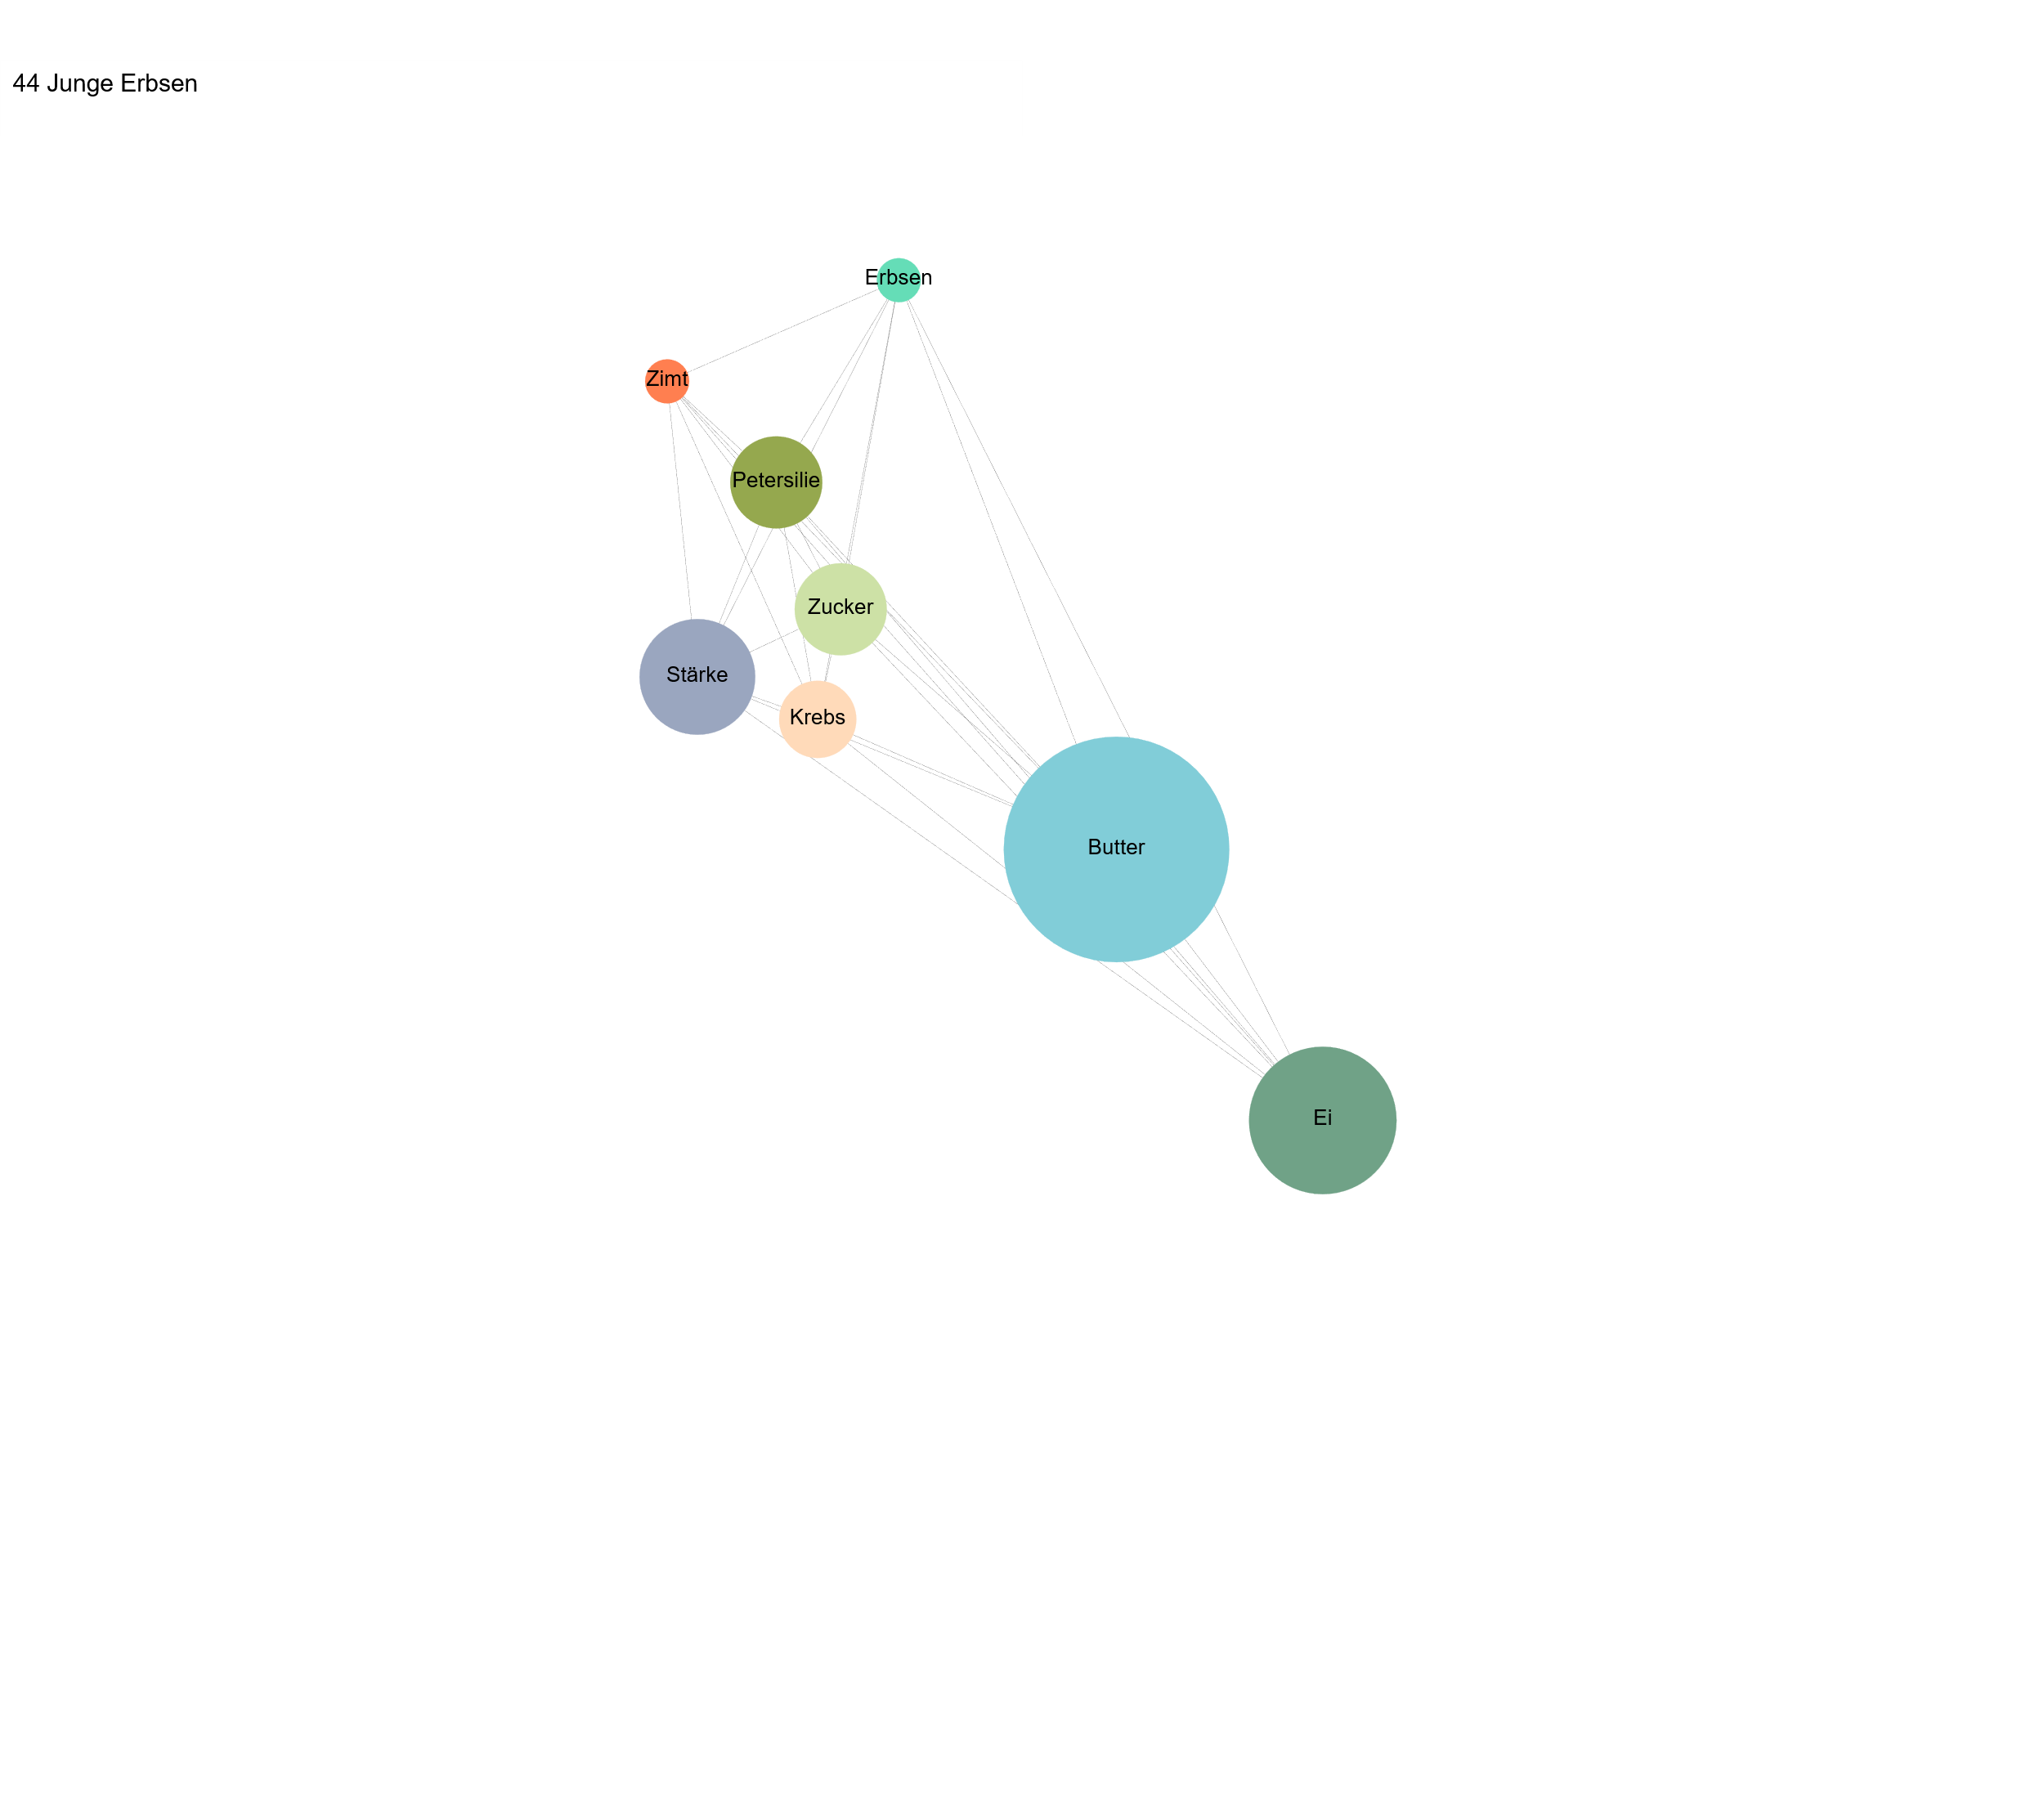 44 Junge Erbsen
Erbsen
Zimt
Petersilie
Zucker
Stärke
Krebs
Butter
Ei